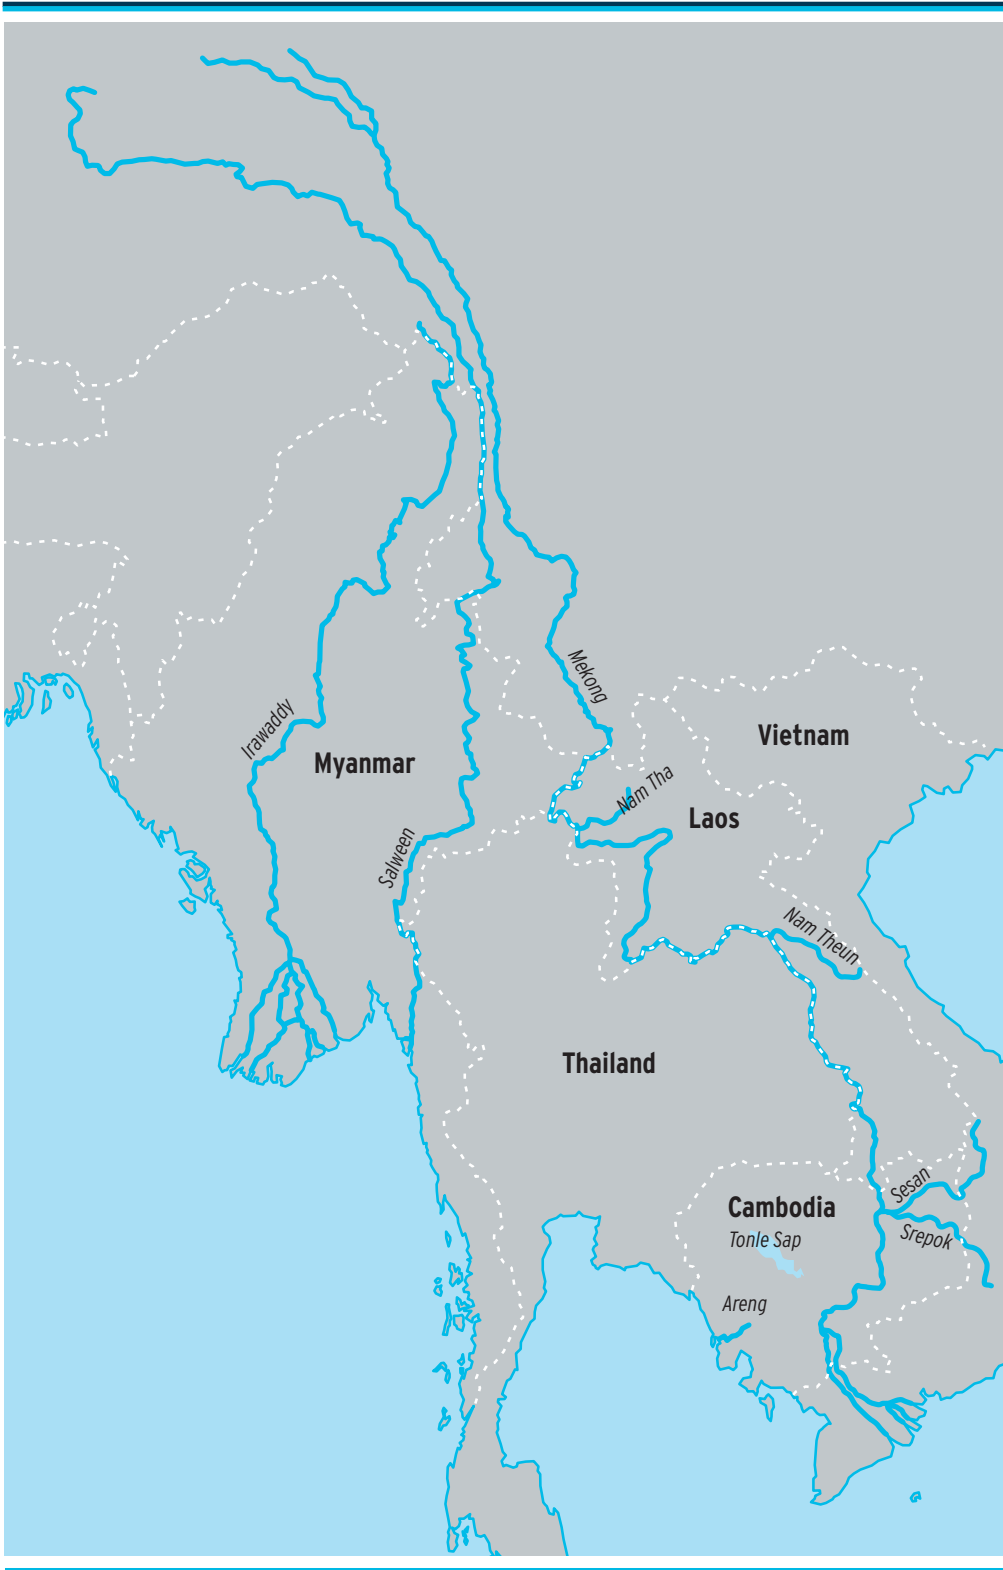 Mekong
Irawaddy
Vietnam
Myanmar
Nam Tha
Laos
Salween
Nam Theun
Thailand
Sesan
Cambodia
Srepok
Tonle Sap
Areng